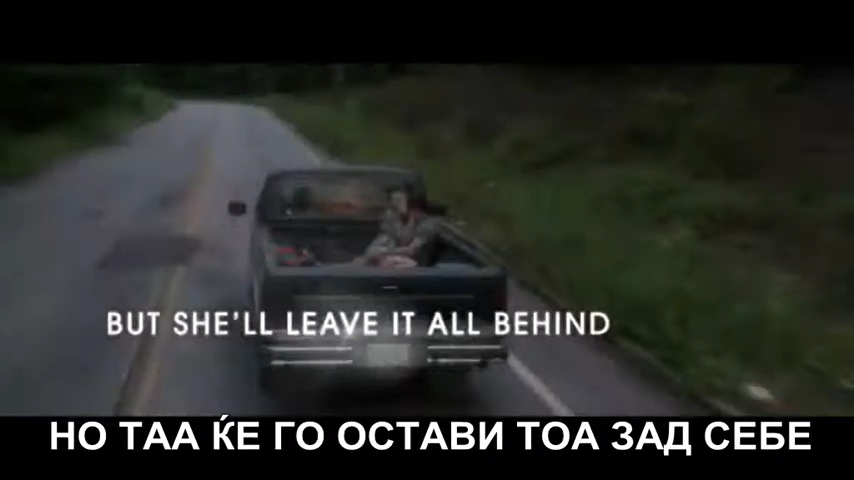 BUT SHE'LL LEAVE IT ALL BEHIND
НО ТАА ЌЕ ГО ОСТАВИ ТОА ЗАД СЕБЕ